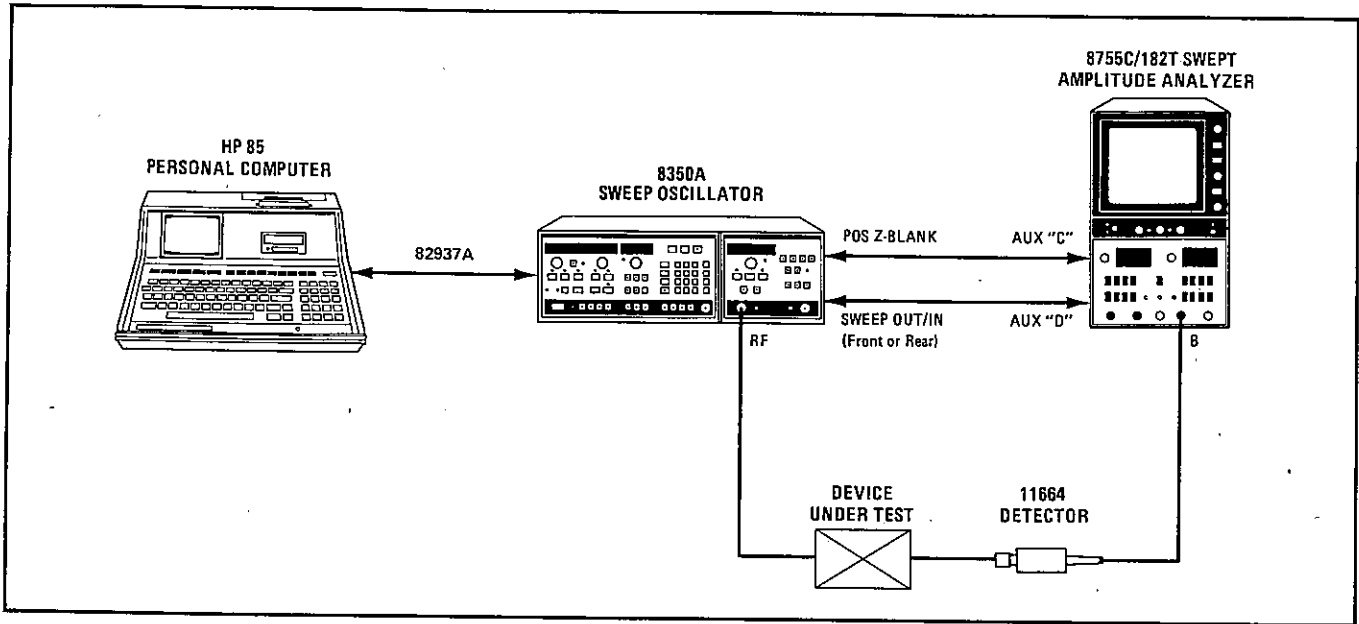 8755C/182T SWEPT
AMPLITUDE ANALYZER
HP 85
PERSONAL COMPUTER
8350A
SWEEP OSCILLATOR
82937A
POS Z-BLANK
AUX "C"
SWEEP OUT/IN
(Front or Rear)
AUX "D"
RF
B
DEVICE
UNDER TEST
11664
DETECTOR